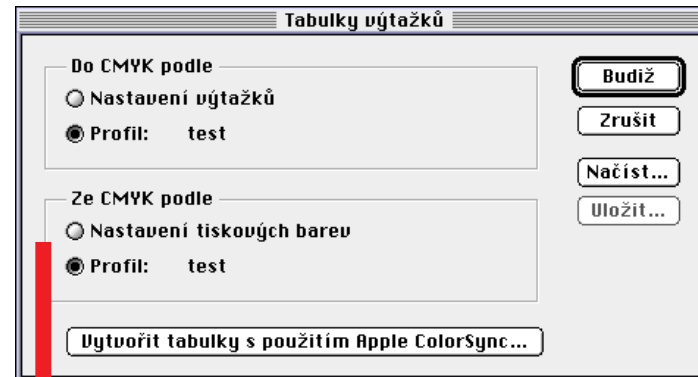 Tabulky výtažků
Do CMYK podle
Nastavení výtažků
Profil: test
Ze CMYK podle
Nastavení tiskových barev
Profil: test
Vytvořit tabulky s použitím Apple ColorSync...
Budiž
Zrušit
Načíst...
Uložit...